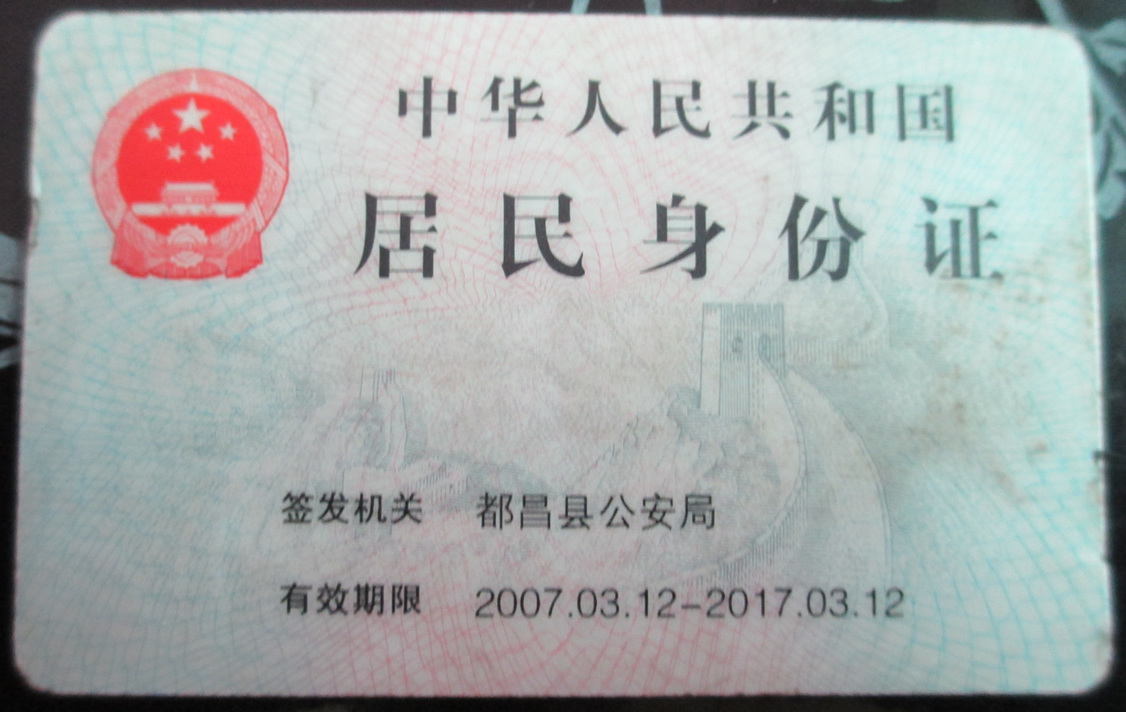 中华人民共和国
居民身份证
签发机关 都昌县公安局
有效期限 2007.03.12-2017.03.12